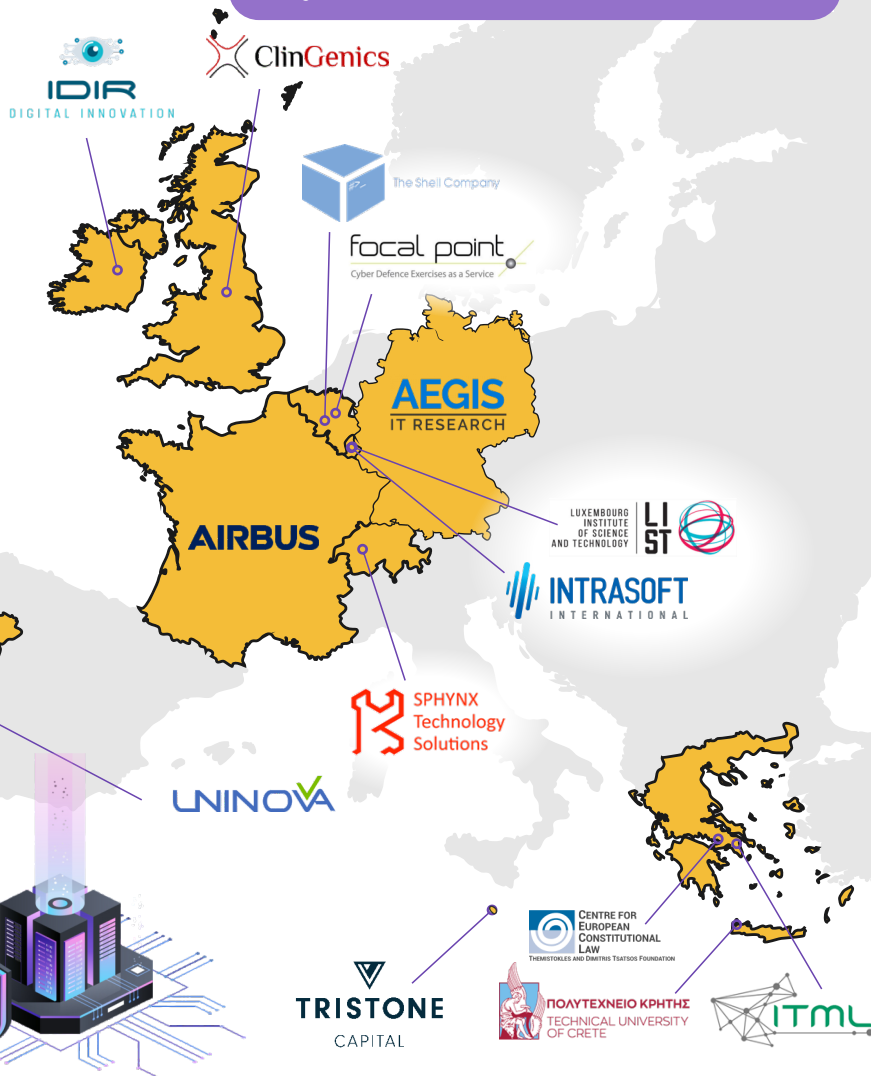 IDIR
DIGITAL INNOVATION
ClinGenics
The Shell Company
focal point
Cyber Defence Exercises as a Service
AEGIS
IT RESEARCH
AIRBUS
LUXEMBOURG
INSTITUTE
OF SCIENCE
AND TECHNOLOGY
LI
ST
INTRASOFT
INTERNATIONAL
SPHYNX
Technology
Solutions
UNINOVA
CENTRE FOR
EUROPEAN
CONSTITUTIONAL
LAW
THEMISTOKLES AND DIMITRIS TSATSOS FOUNDATION
TRISTONE
CAPITAL
ΠΟΛΥΤΕΧΝΕΙΟ ΚΡΗΤΗΣ
TECHNICAL UNIVERSITY
OF CRETE
ITML